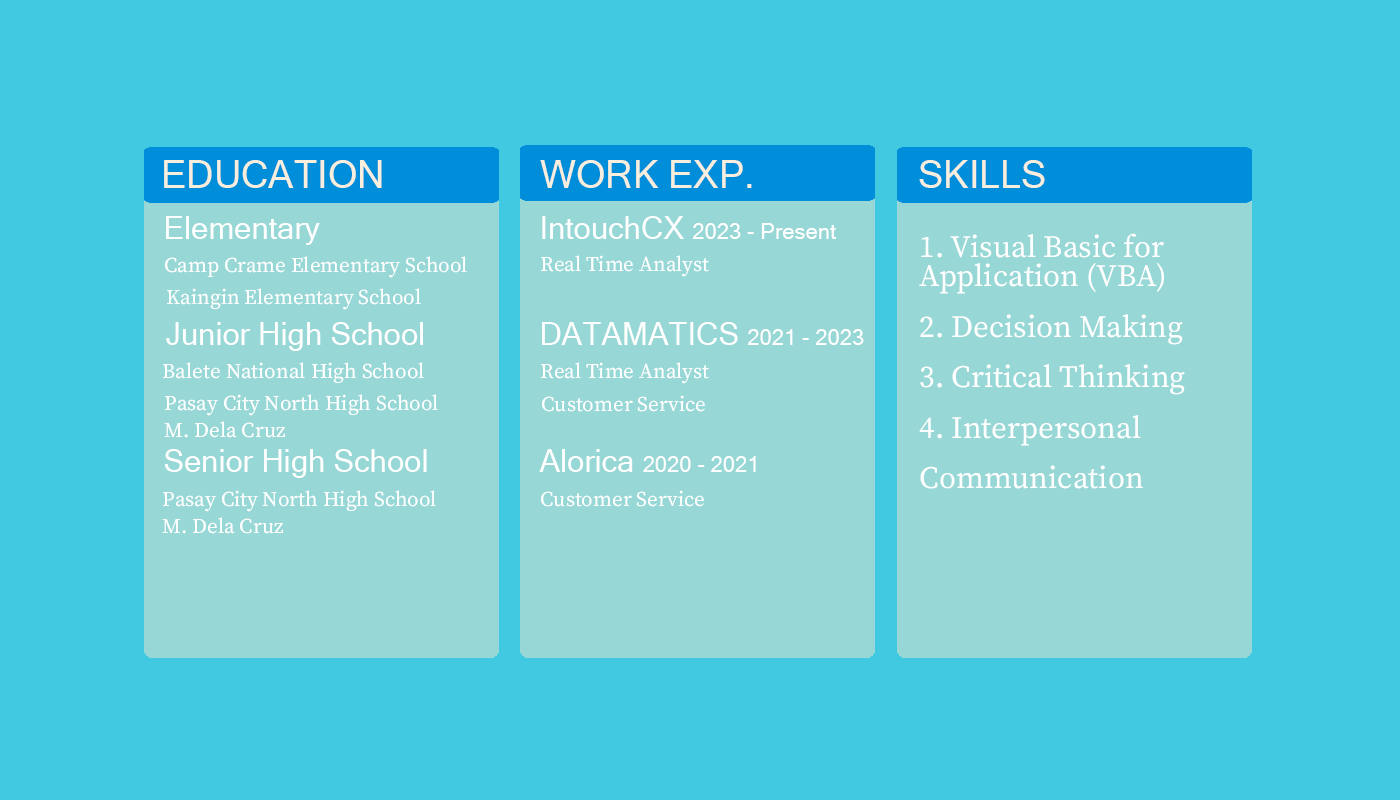 EDUCATION
Elementary
Camp Crame Elementary School
Kaingin Elementary School
Junior High School
Balete National High School
Pasay City North High School
M. Dela Cruz
Senior High School
Pasay City North High School
M. Dela Cruz
WORK EXP.
IntouchCX 2023 - Present
Real Time Analyst
DATAMATICS 2021 - 2023
Real Time Analyst
Customer Service
Alorica 2020 - 2021
Customer Service
SKILLS
1. Visual Basic for
Application (VBA)
2. Decision Making
3. Critical Thinking
4. Interpersonal
Communication